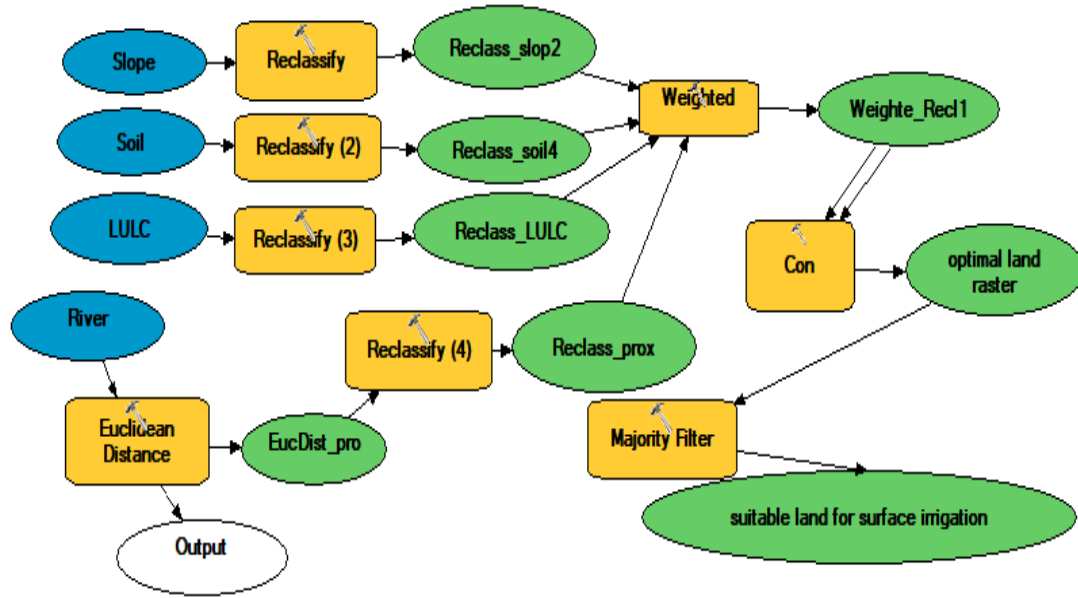 Slope
Reclassify
Reclass_slop2
Weighted
Weighte_Recl1
Soil
Reclassify (2)
Reclass_soil4
LULC
Reclassify (3)
Reclass_LULC
Con
optimal land
raster
River
Reclassify (4)
Reclass_prox
Euclidean
Distance
EucDist_pro
Majority Filter
suitable land for surface irrigation
Output